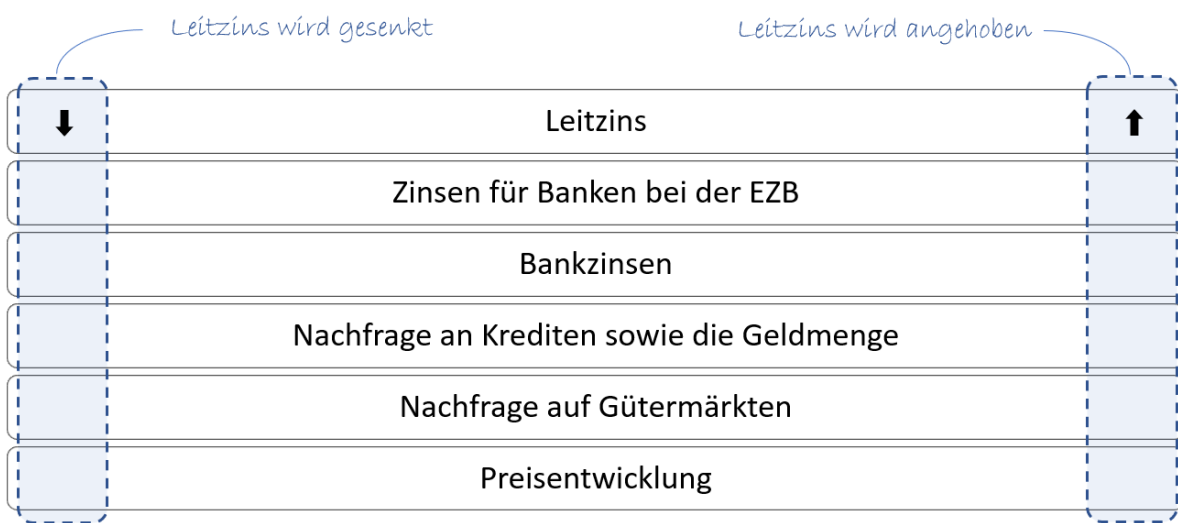 Leitzins wird gesenkt
Leitzins wird angehoben
Leitzins
Zinsen für Banken bei der EZB
Bankzinsen
Nachfrage an Krediten sowie die Geldmenge
Nachfrage auf Gütermärkten
Preisentwicklung